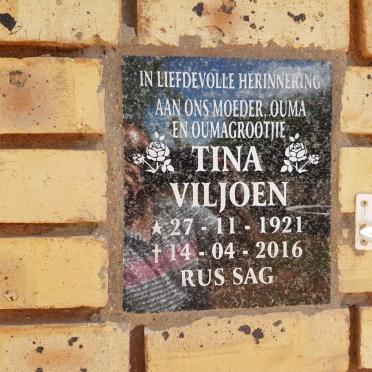 IN LIEFDEVOLLE HERINNERING
AAN ONS MOEDER, OUMA
EN OUMAGROOTJIE
TINA
VILJOEN
★ 27 - 11 - 1921
✝ 14 - 04 - 2016
RUS SAG